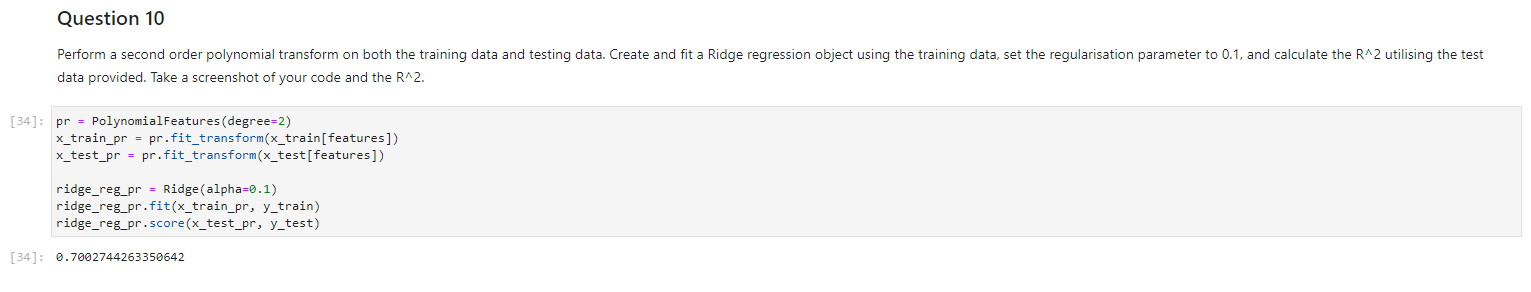 Question 10
Perform a second order polynomial transform on both the training data and testing data. Create and fit a Ridge regression object using the training data, set the regularisation parameter to 0.1, and calculate the R^2 utilising the test
data provided. Take a screenshot of your code and the R^2.
[34]: pr = PolynomialFeatures(degree=2)
x_train_pr = pr.fit_transform(x_train[features])
x_test_pr = pr.fit_transform(x_test[features])
ridge_reg_pr = Ridge(alpha=0.1)
ridge_reg_pr.fit(x_train_pr, y_train)
ridge_reg_pr.score(x_test_pr, y_test)
[34]: 0.7002744263350642